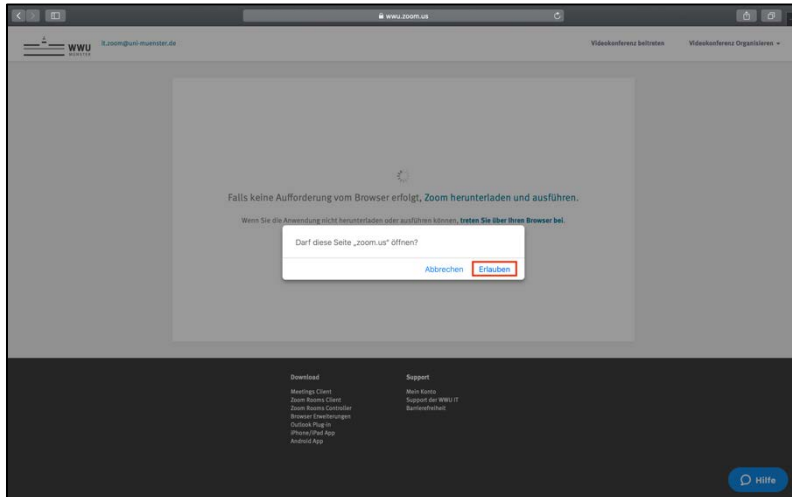 wwu.zoom.us
WWU
MÜNSTER
it.zoom@uni-muenster.de
Videokonferenz beitreten
Videokonferenz Organisieren
Falls keine Aufforderung vom Browser erfolgt, Zoom herunterladen und ausführen.
Wenn Sie die Anwendung nicht herunterladen oder ausführen können, treten Sie über Ihren Browser bei.
Darf diese Seite „zoom.us“ öffnen?
Abbrechen Erlauben
Download
Meetings Client
Zoom Rooms Client
Zoom Rooms Controller
Browser Erweiterungen
Outlook Plug-in
iPhone/iPad App
Android App
Support
Mein Konto
Support der WWU IT
Barrierefreiheit
Hilfe